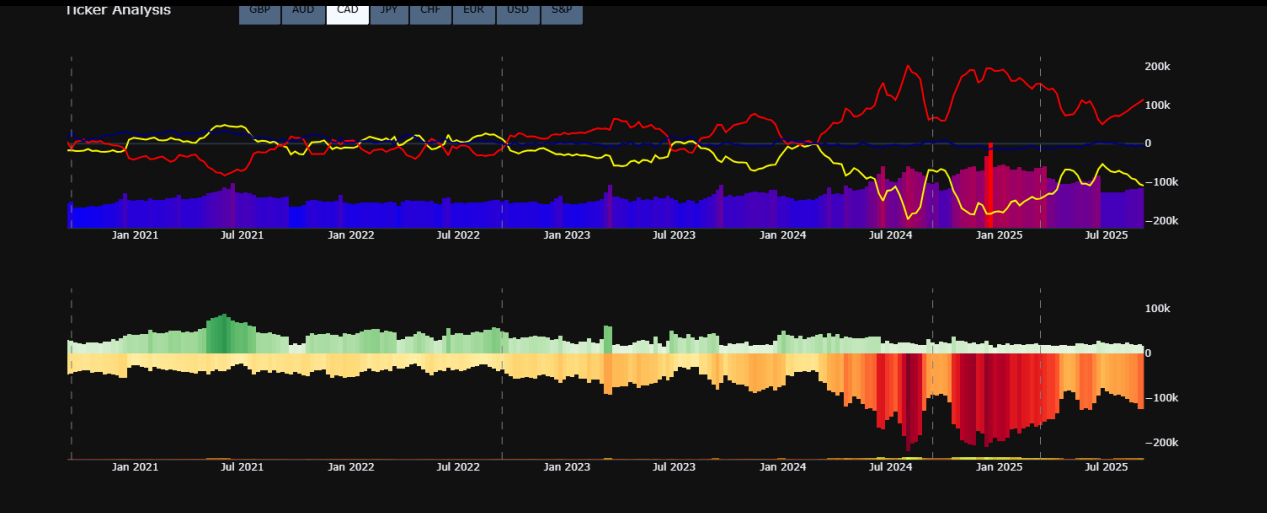 Ticker Analysis
GBP AUD CAD JPY CHF EUR USD S&P
200k
100k
0
−100k
−200k
Jan 2021 Jul 2021 Jan 2022 Jul 2022 Jan 2023 Jul 2023 Jan 2024 Jul 2024 Jan 2025 Jul 2025
100k
0
−100k
−200k
Jan 2021 Jul 2021 Jan 2022 Jul 2022 Jan 2023 Jul 2023 Jan 2024 Jul 2024 Jan 2025 Jul 2025